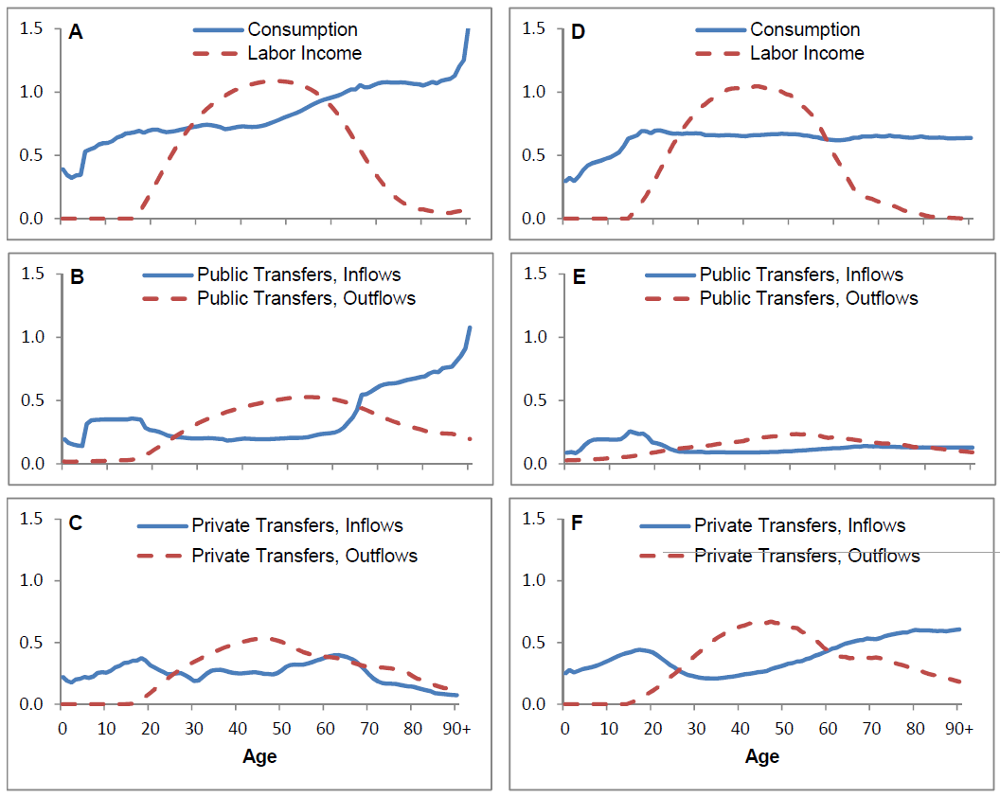 A
Consumption
Labor Income
1.5
1.0
0.5
0.0
D
Consumption
Labor Income
1.5
1.0
0.5
0.0
B
Public Transfers, Inflows
Public Transfers, Outflows
1.5
1.0
0.5
0.0
E
Public Transfers, Inflows
Public Transfers, Outflows
1.5
1.0
0.5
0.0
C
Private Transfers, Inflows
Private Transfers, Outflows
1.5
1.0
0.5
0.0
0 10 20 30 40 50 60 70 80 90+
Age
F
Private Transfers, Inflows
Private Transfers, Outflows
1.5
1.0
0.5
0.0
0 10 20 30 40 50 60 70 80 90+
Age